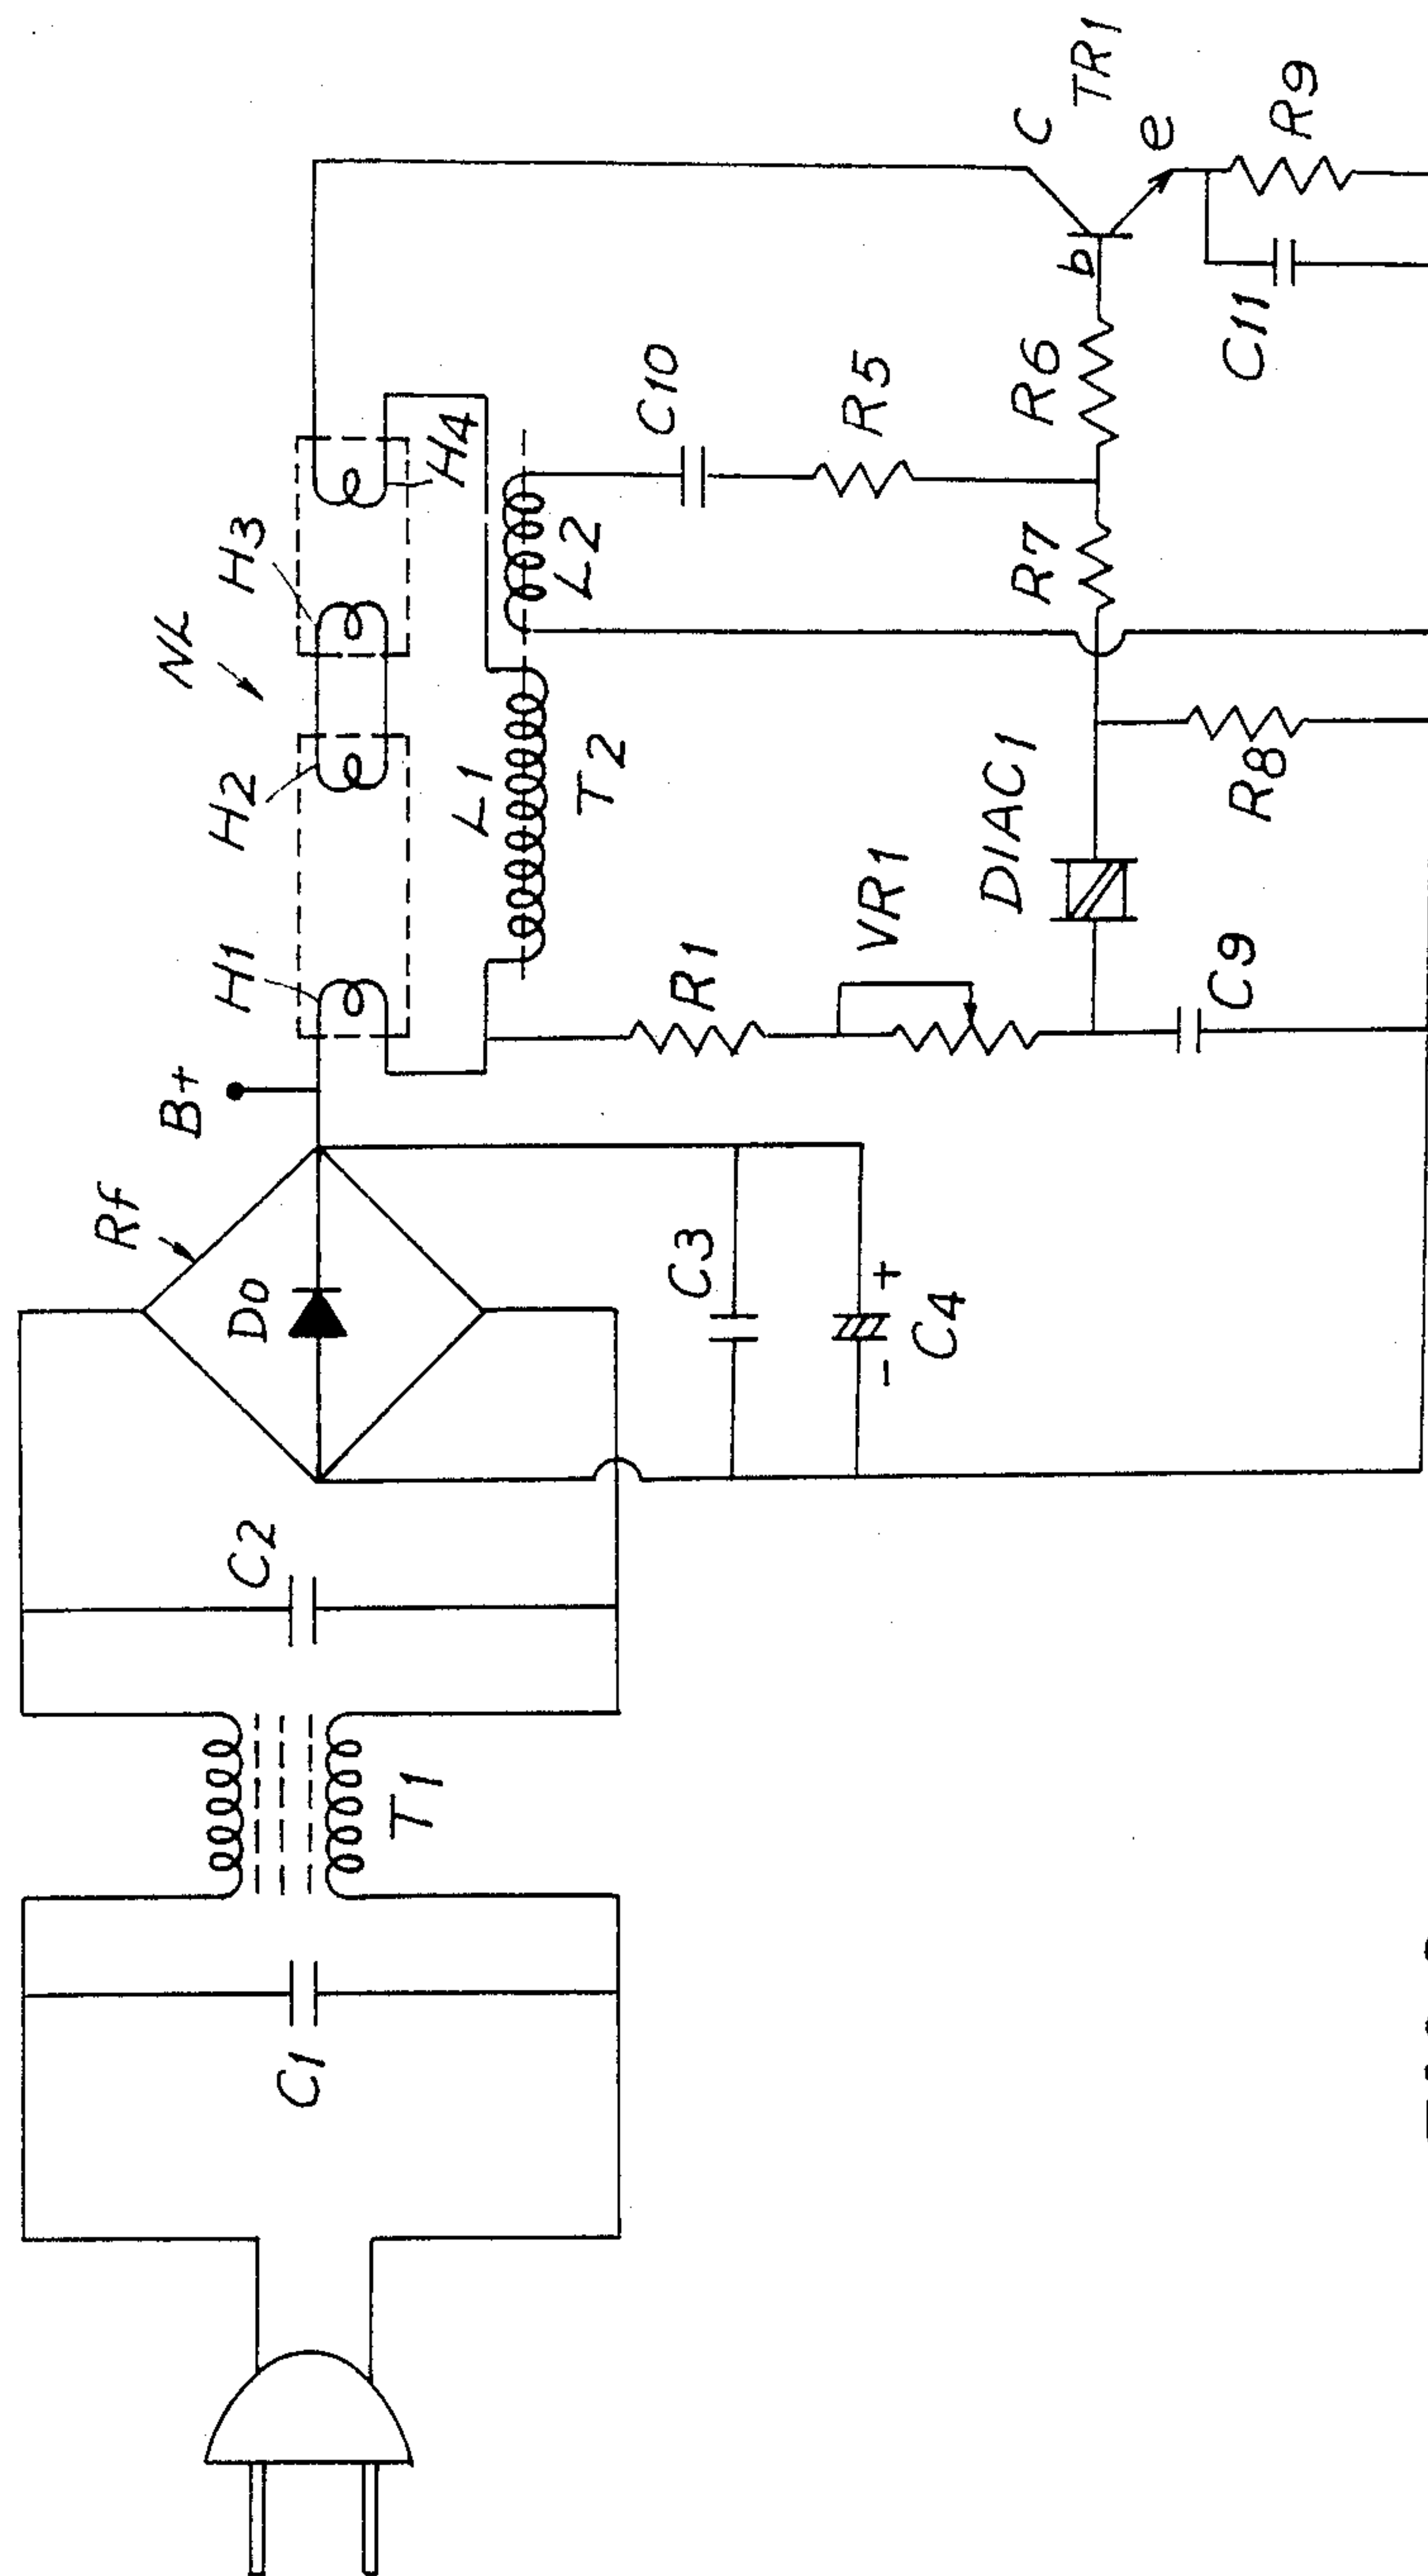 C1
T1
C2
Rf
Do
B+
C3
+
-
C4
H1
H2
NL
H3
H4
L1
T2
L2
R1
VR1
C9
DIAC1
R8
R7
R6
C10
R5
b
C
e
TR1
C11
R9